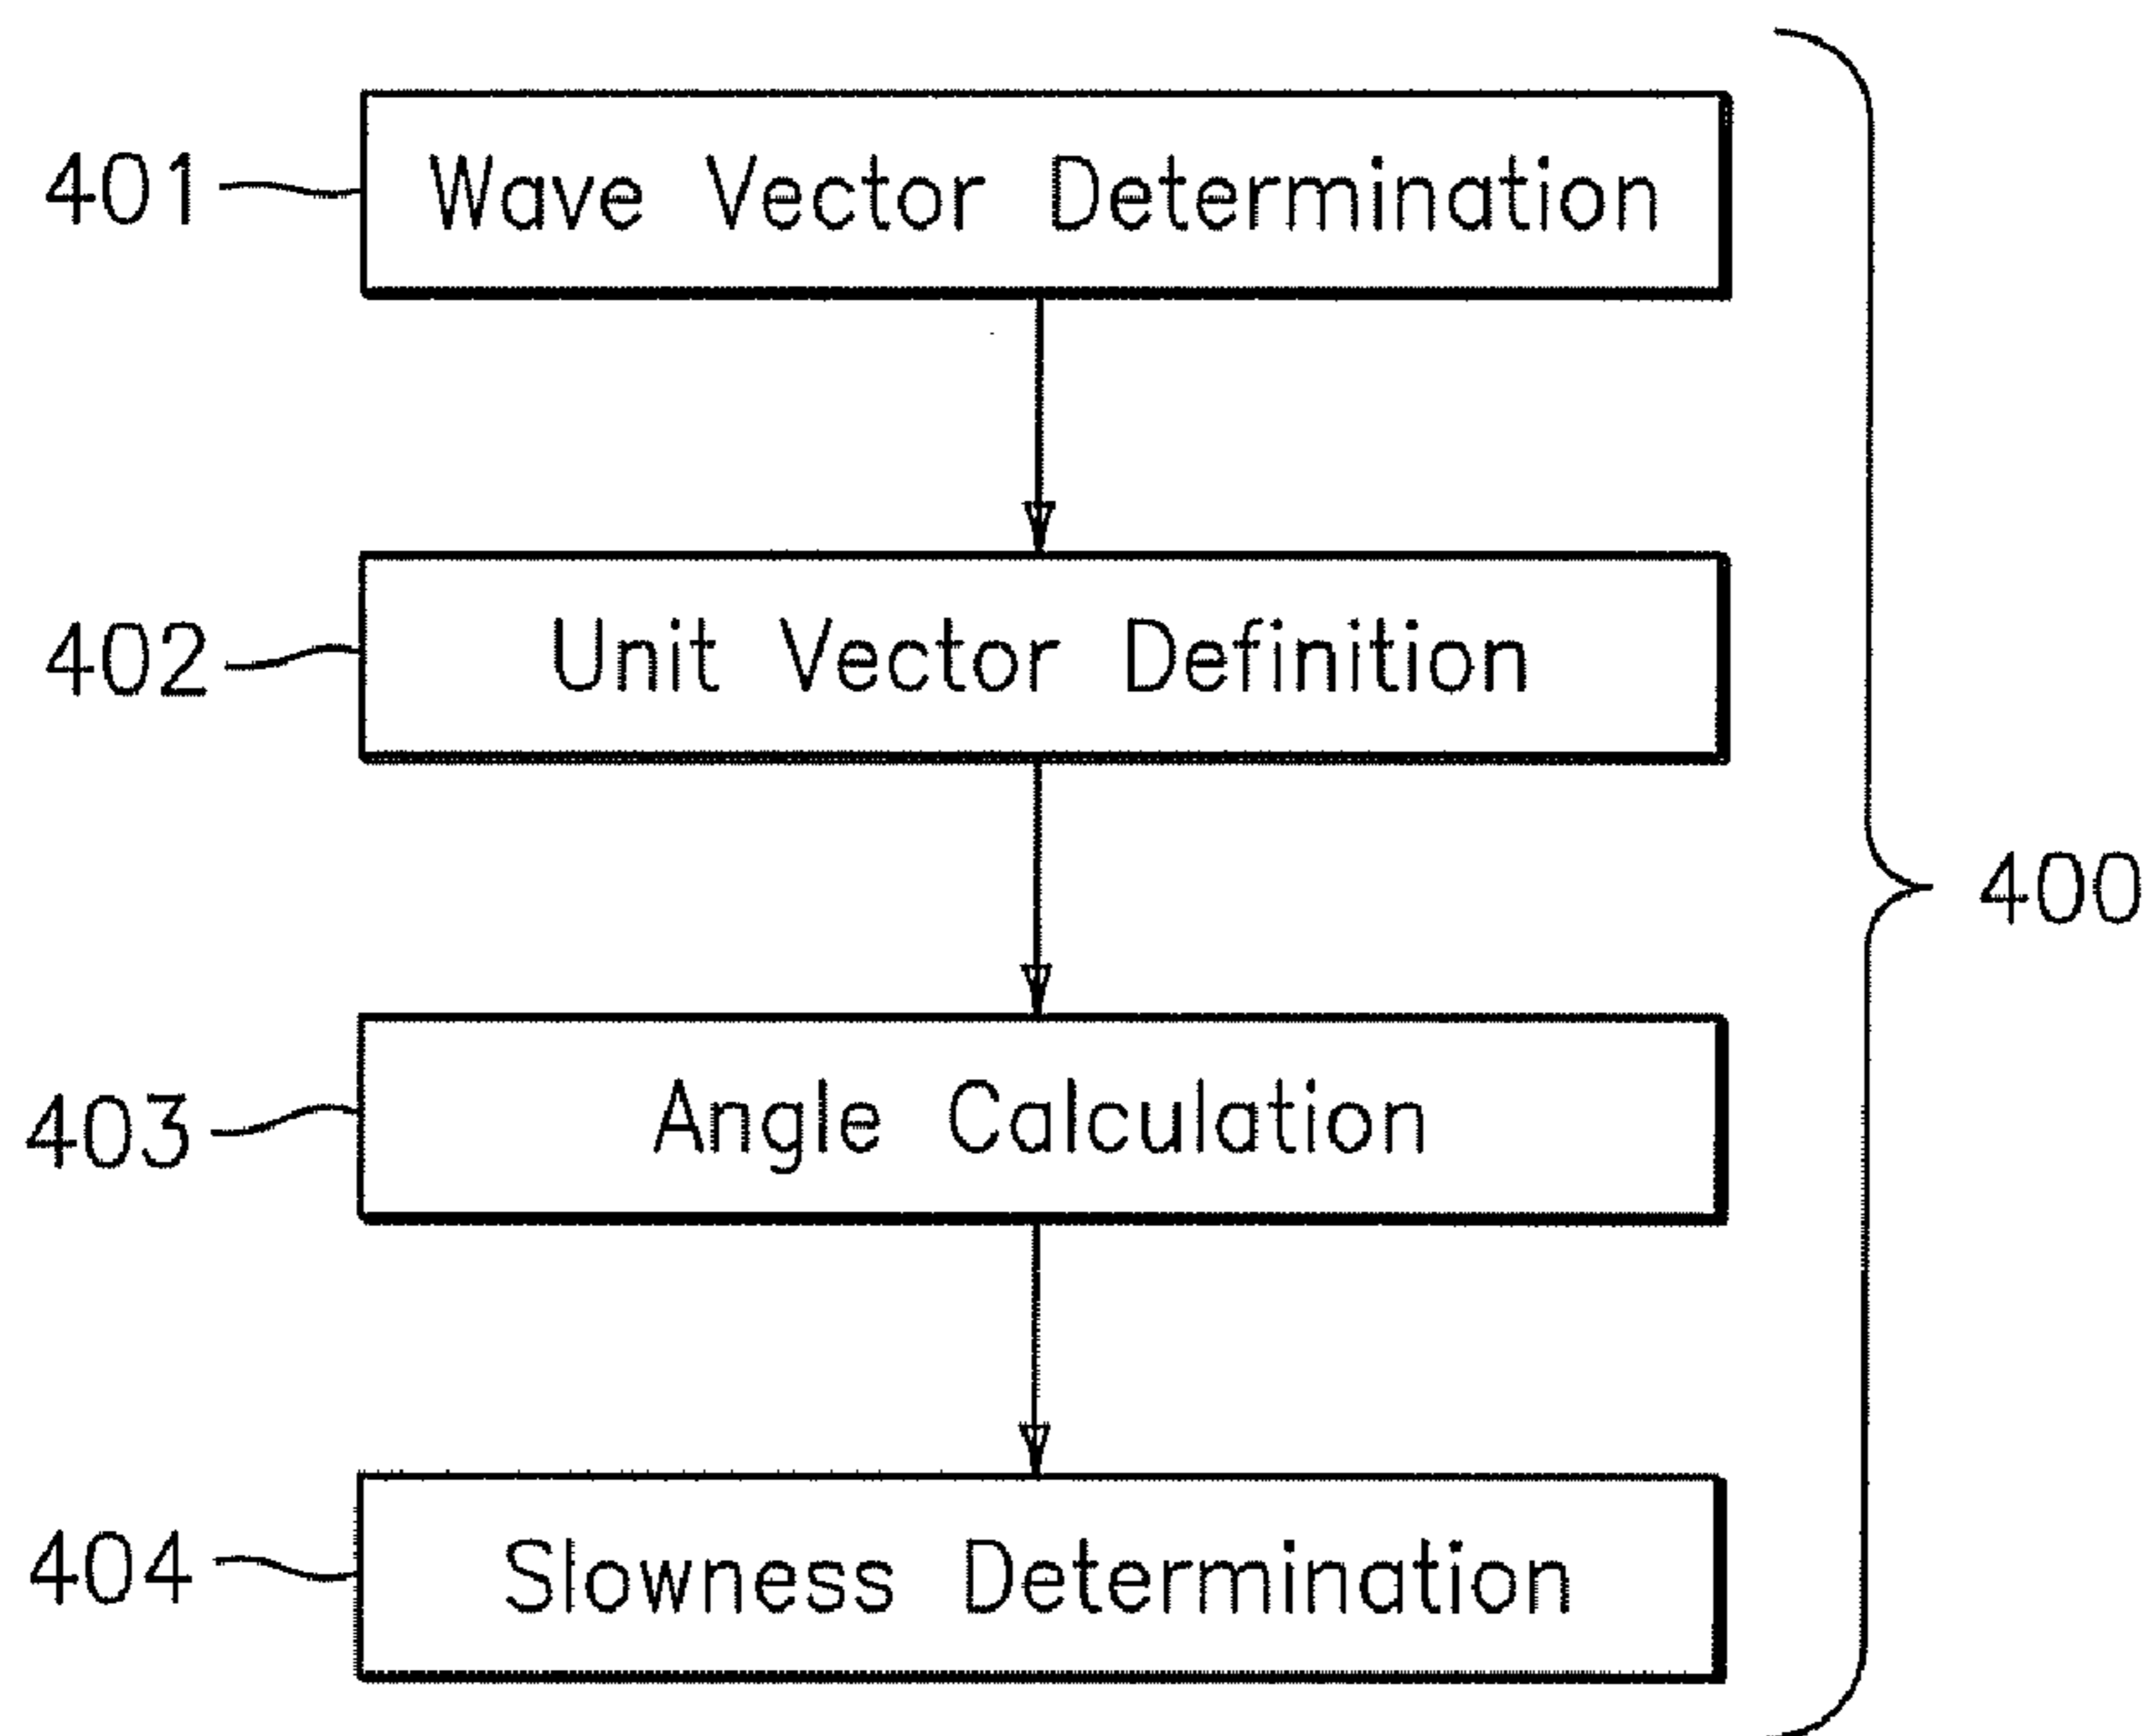 401 Wave Vector Determination
402 Unit Vector Definition
400
403 Angle Calculation
404 Slowness Determination